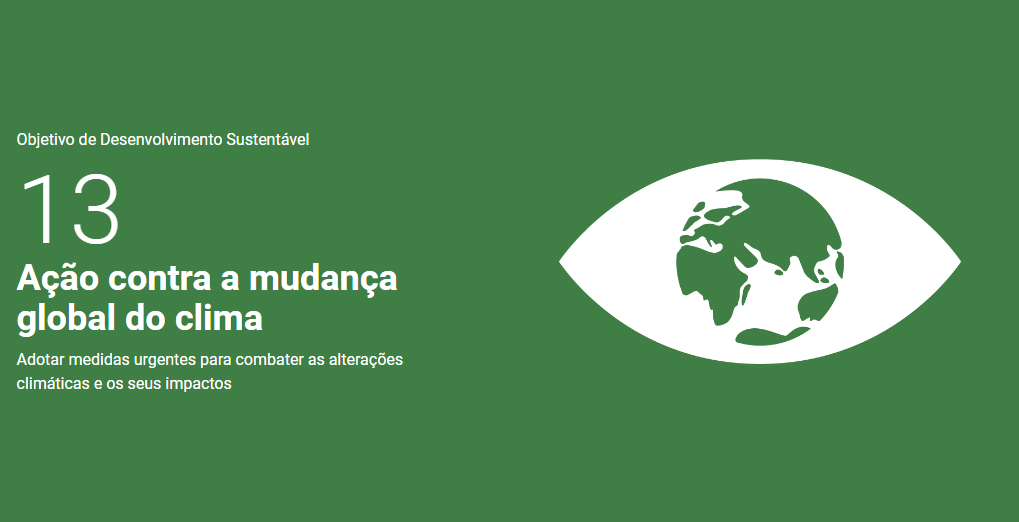 Objetivo de Desenvolvimento Sustentável
13
Ação contra a mudança
global do clima
Adotar medidas urgentes para combater as alterações
climáticas e os seus impactos